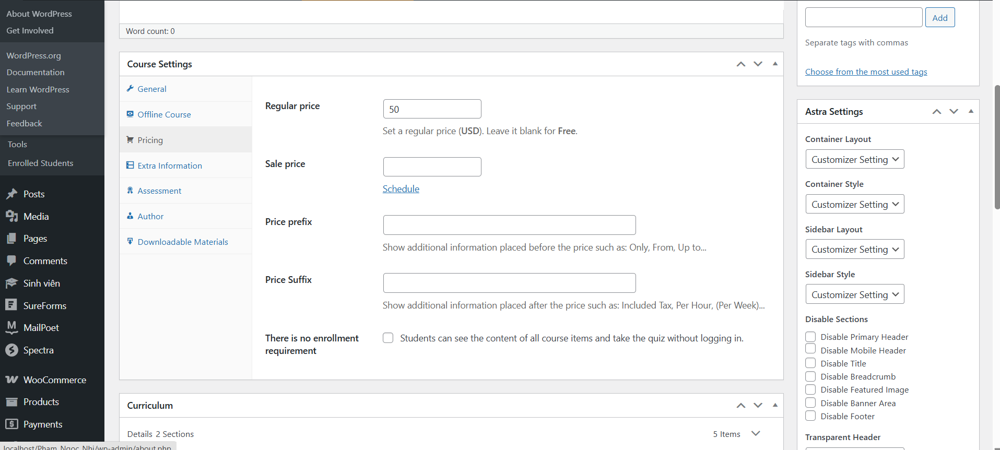 About WordPress
Get Involved
WordPress.org
Documentation
Learn WordPress
Support
Feedback
Tools
Enrolled Students
Posts
Media
Pages
Comments
Sinh viên
SureForms
MailPoet
Spectra
WooCommerce
Products
Payments
localhost/Pham_Ngoc_Nhi/wp-admin/about.php
Word count: 0
Course Settings
General
Offline Course
Pricing
Extra Information
Assessment
Author
Downloadable Materials
Regular price
50
Set a regular price (USD). Leave it blank for Free.
Sale price
Schedule
Price prefix
Show additional information placed before the price such as: Only, From, Up to...
Price Suffix
Show additional information placed after the price such as: Included Tax, Per Hour, (Per Week)...
There is no enrollment
requirement
Students can see the content of all course items and take the quiz without logging in.
Curriculum
Details 2 Sections
5 Items
Add
Separate tags with commas
Choose from the most used tags
Astra Settings
Container Layout
Customizer Setting
Container Style
Customizer Setting
Sidebar Layout
Customizer Setting
Sidebar Style
Customizer Setting
Disable Sections
Disable Primary Header
Disable Mobile Header
Disable Title
Disable Breadcrumb
Disable Featured Image
Disable Banner Area
Disable Footer
Transparent Header